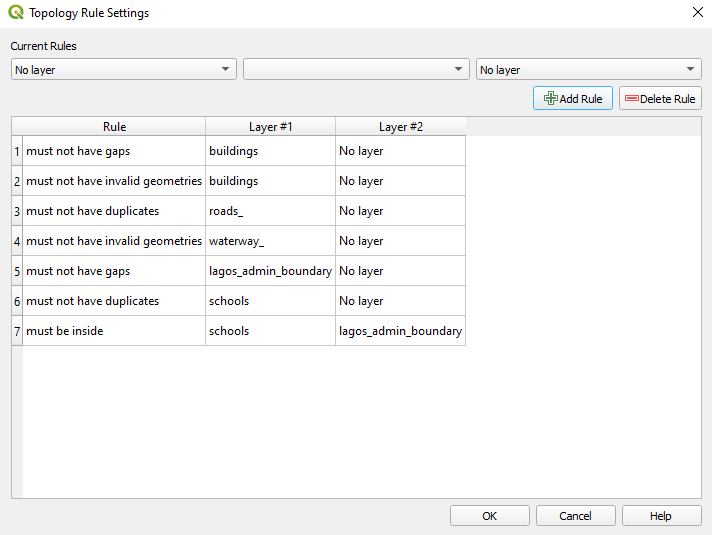 Topology Rule Settings
Current Rules
No layer No layer
Add Rule Delete Rule
Rule Layer #1 Layer #2
1 must not have gaps buildings No layer
2 must not have invalid geometries buildings No layer
3 must not have duplicates roads_ No layer
4 must not have invalid geometries waterway_ No layer
5 must not have gaps lagos_admin_boundary No layer
6 must not have duplicates schools No layer
7 must be inside schools lagos_admin_boundary
OK Cancel Help